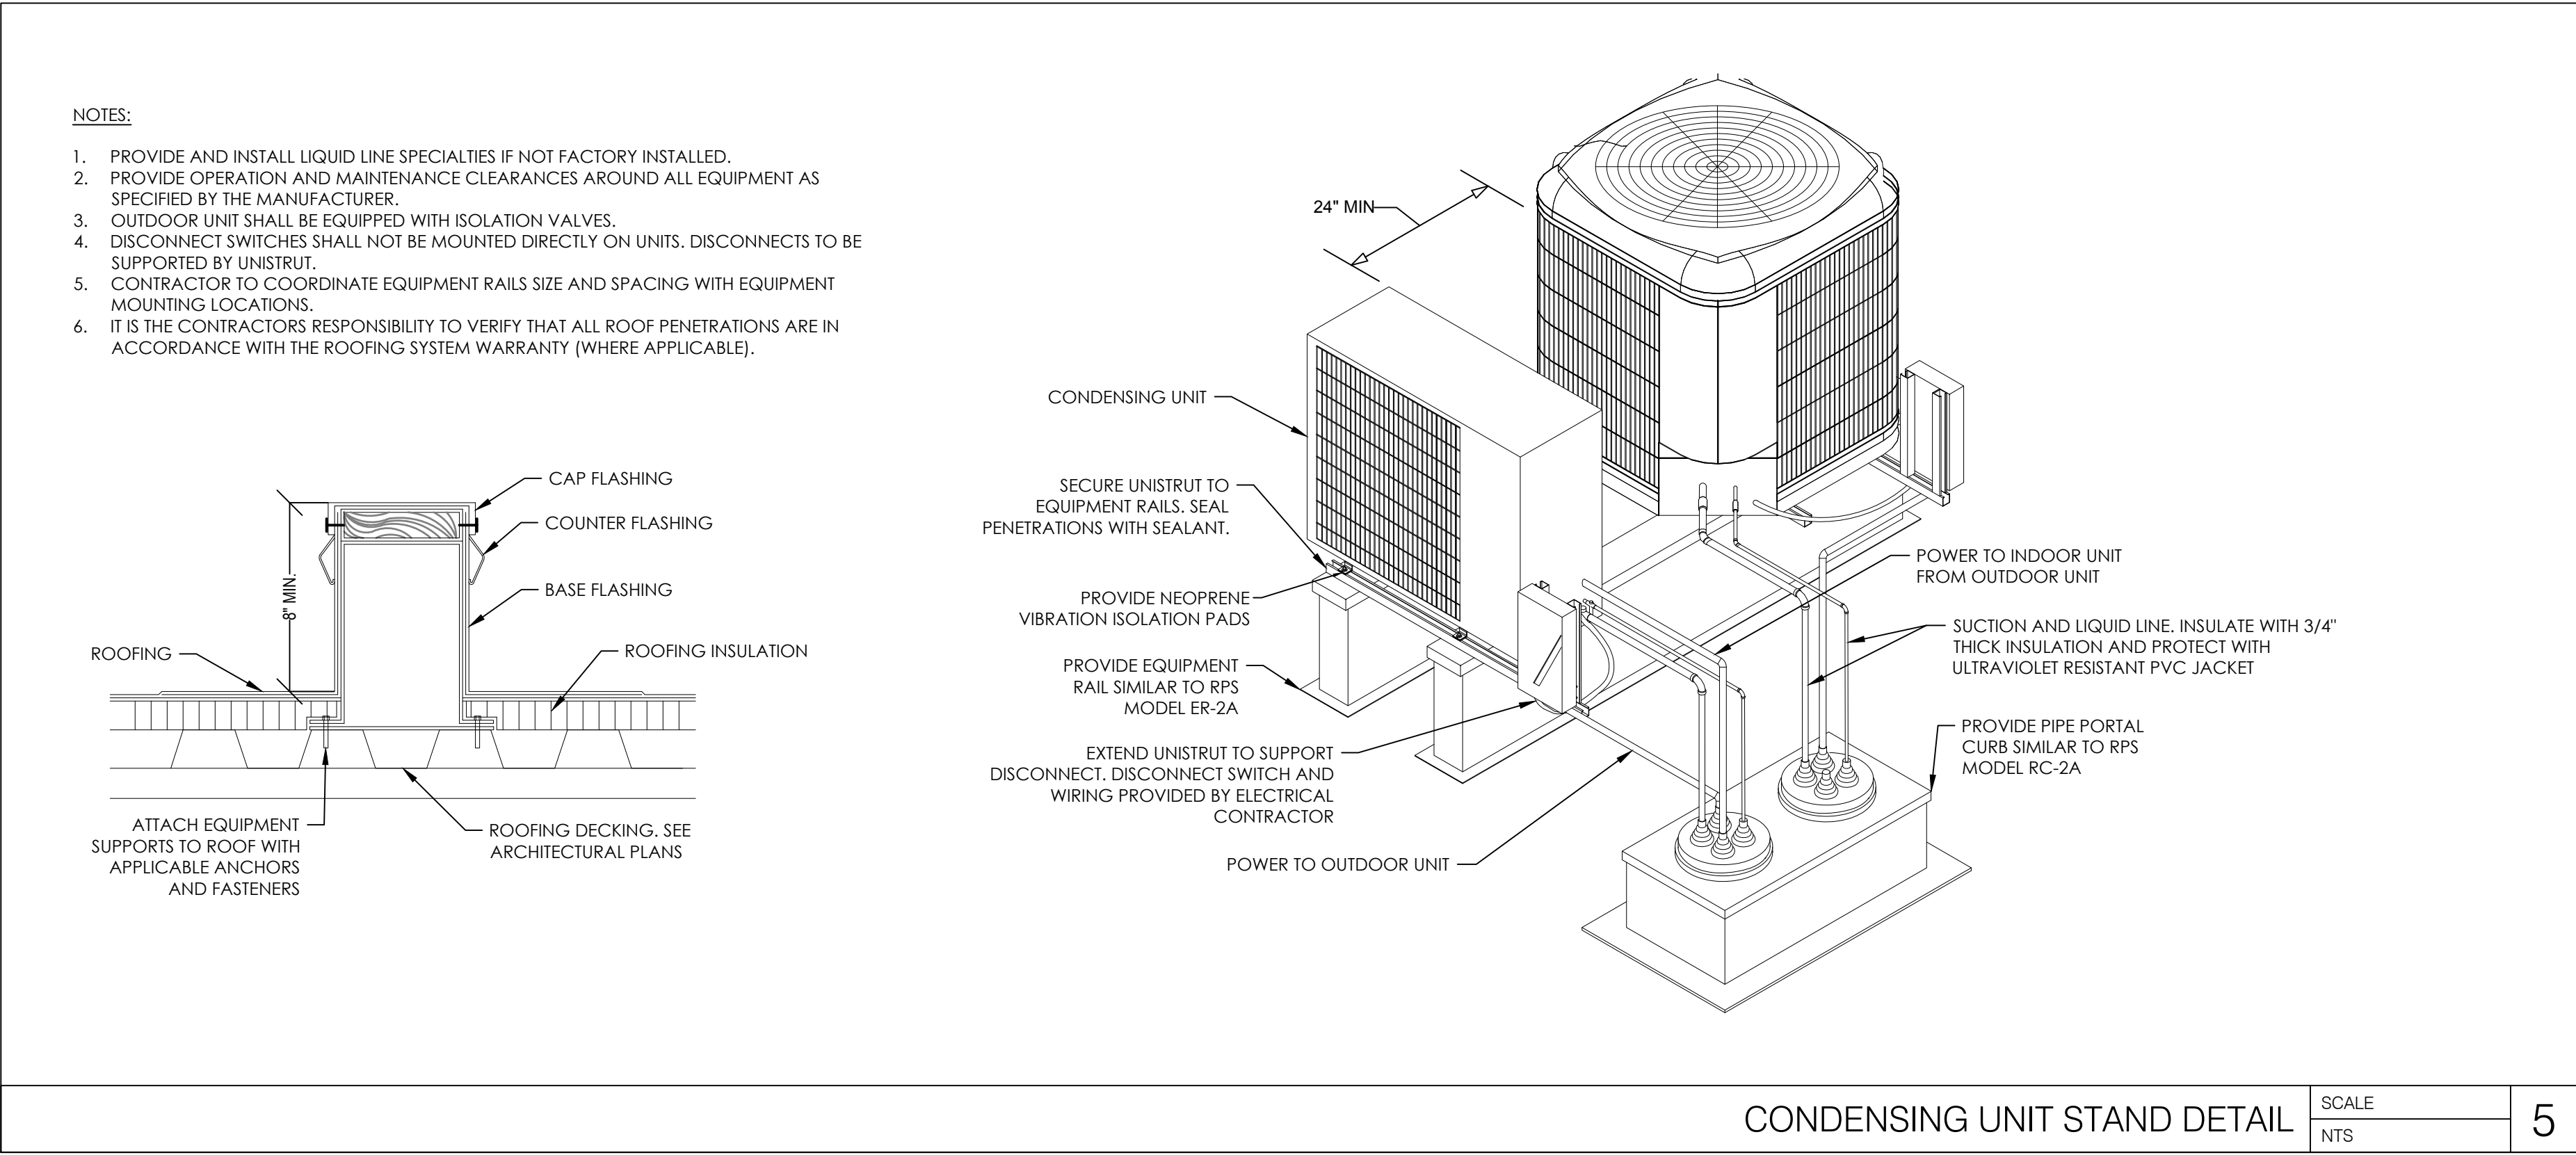 NOTES:
1. PROVIDE AND INSTALL LIQUID LINE SPECIALTIES IF NOT FACTORY INSTALLED.
2. PROVIDE OPERATION AND MAINTENANCE CLEARANCES AROUND ALL EQUIPMENT AS
SPECIFIED BY THE MANUFACTURER.
3. OUTDOOR UNIT SHALL BE EQUIPPED WITH ISOLATION VALVES.
4. DISCONNECT SWITCHES SHALL NOT BE MOUNTED DIRECTLY ON UNITS. DISCONNECTS TO BE
SUPPORTED BY UNISTRUT.
5. CONTRACTOR TO COORDINATE EQUIPMENT RAILS SIZE AND SPACING WITH EQUIPMENT
MOUNTING LOCATIONS.
6. IT IS THE CONTRACTORS RESPONSIBILITY TO VERIFY THAT ALL ROOF PENETRATIONS ARE IN
ACCORDANCE WITH THE ROOFING SYSTEM WARRANTY (WHERE APPLICABLE).
CAP FLASHING
COUNTER FLASHING
8" MIN.
BASE FLASHING
ROOFING
ROOFING INSULATION
ATTACH EQUIPMENT
SUPPORTS TO ROOF WITH
APPLICABLE ANCHORS
AND FASTENERS
ROOFING DECKING. SEE
ARCHITECTURAL PLANS
24" MIN
CONDENSING UNIT
SECURE UNISTRUT TO
EQUIPMENT RAILS. SEAL
PENETRATIONS WITH SEALANT.
PROVIDE NEOPRENE
VIBRATION ISOLATION PADS
PROVIDE EQUIPMENT
RAIL SIMILAR TO RPS
MODEL ER-2A
EXTEND UNISTRUT TO SUPPORT
DISCONNECT. DISCONNECT SWITCH AND
WIRING PROVIDED BY ELECTRICAL
CONTRACTOR
POWER TO OUTDOOR UNIT
POWER TO INDOOR UNIT
FROM OUTDOOR UNIT
SUCTION AND LIQUID LINE. INSULATE WITH 3/4"
THICK INSULATION AND PROTECT WITH
ULTRAVIOLET RESISTANT PVC JACKET
PROVIDE PIPE PORTAL
CURB SIMILAR TO RPS
MODEL RC-2A
CONDENSING UNIT STAND DETAIL
SCALE
NTS
5